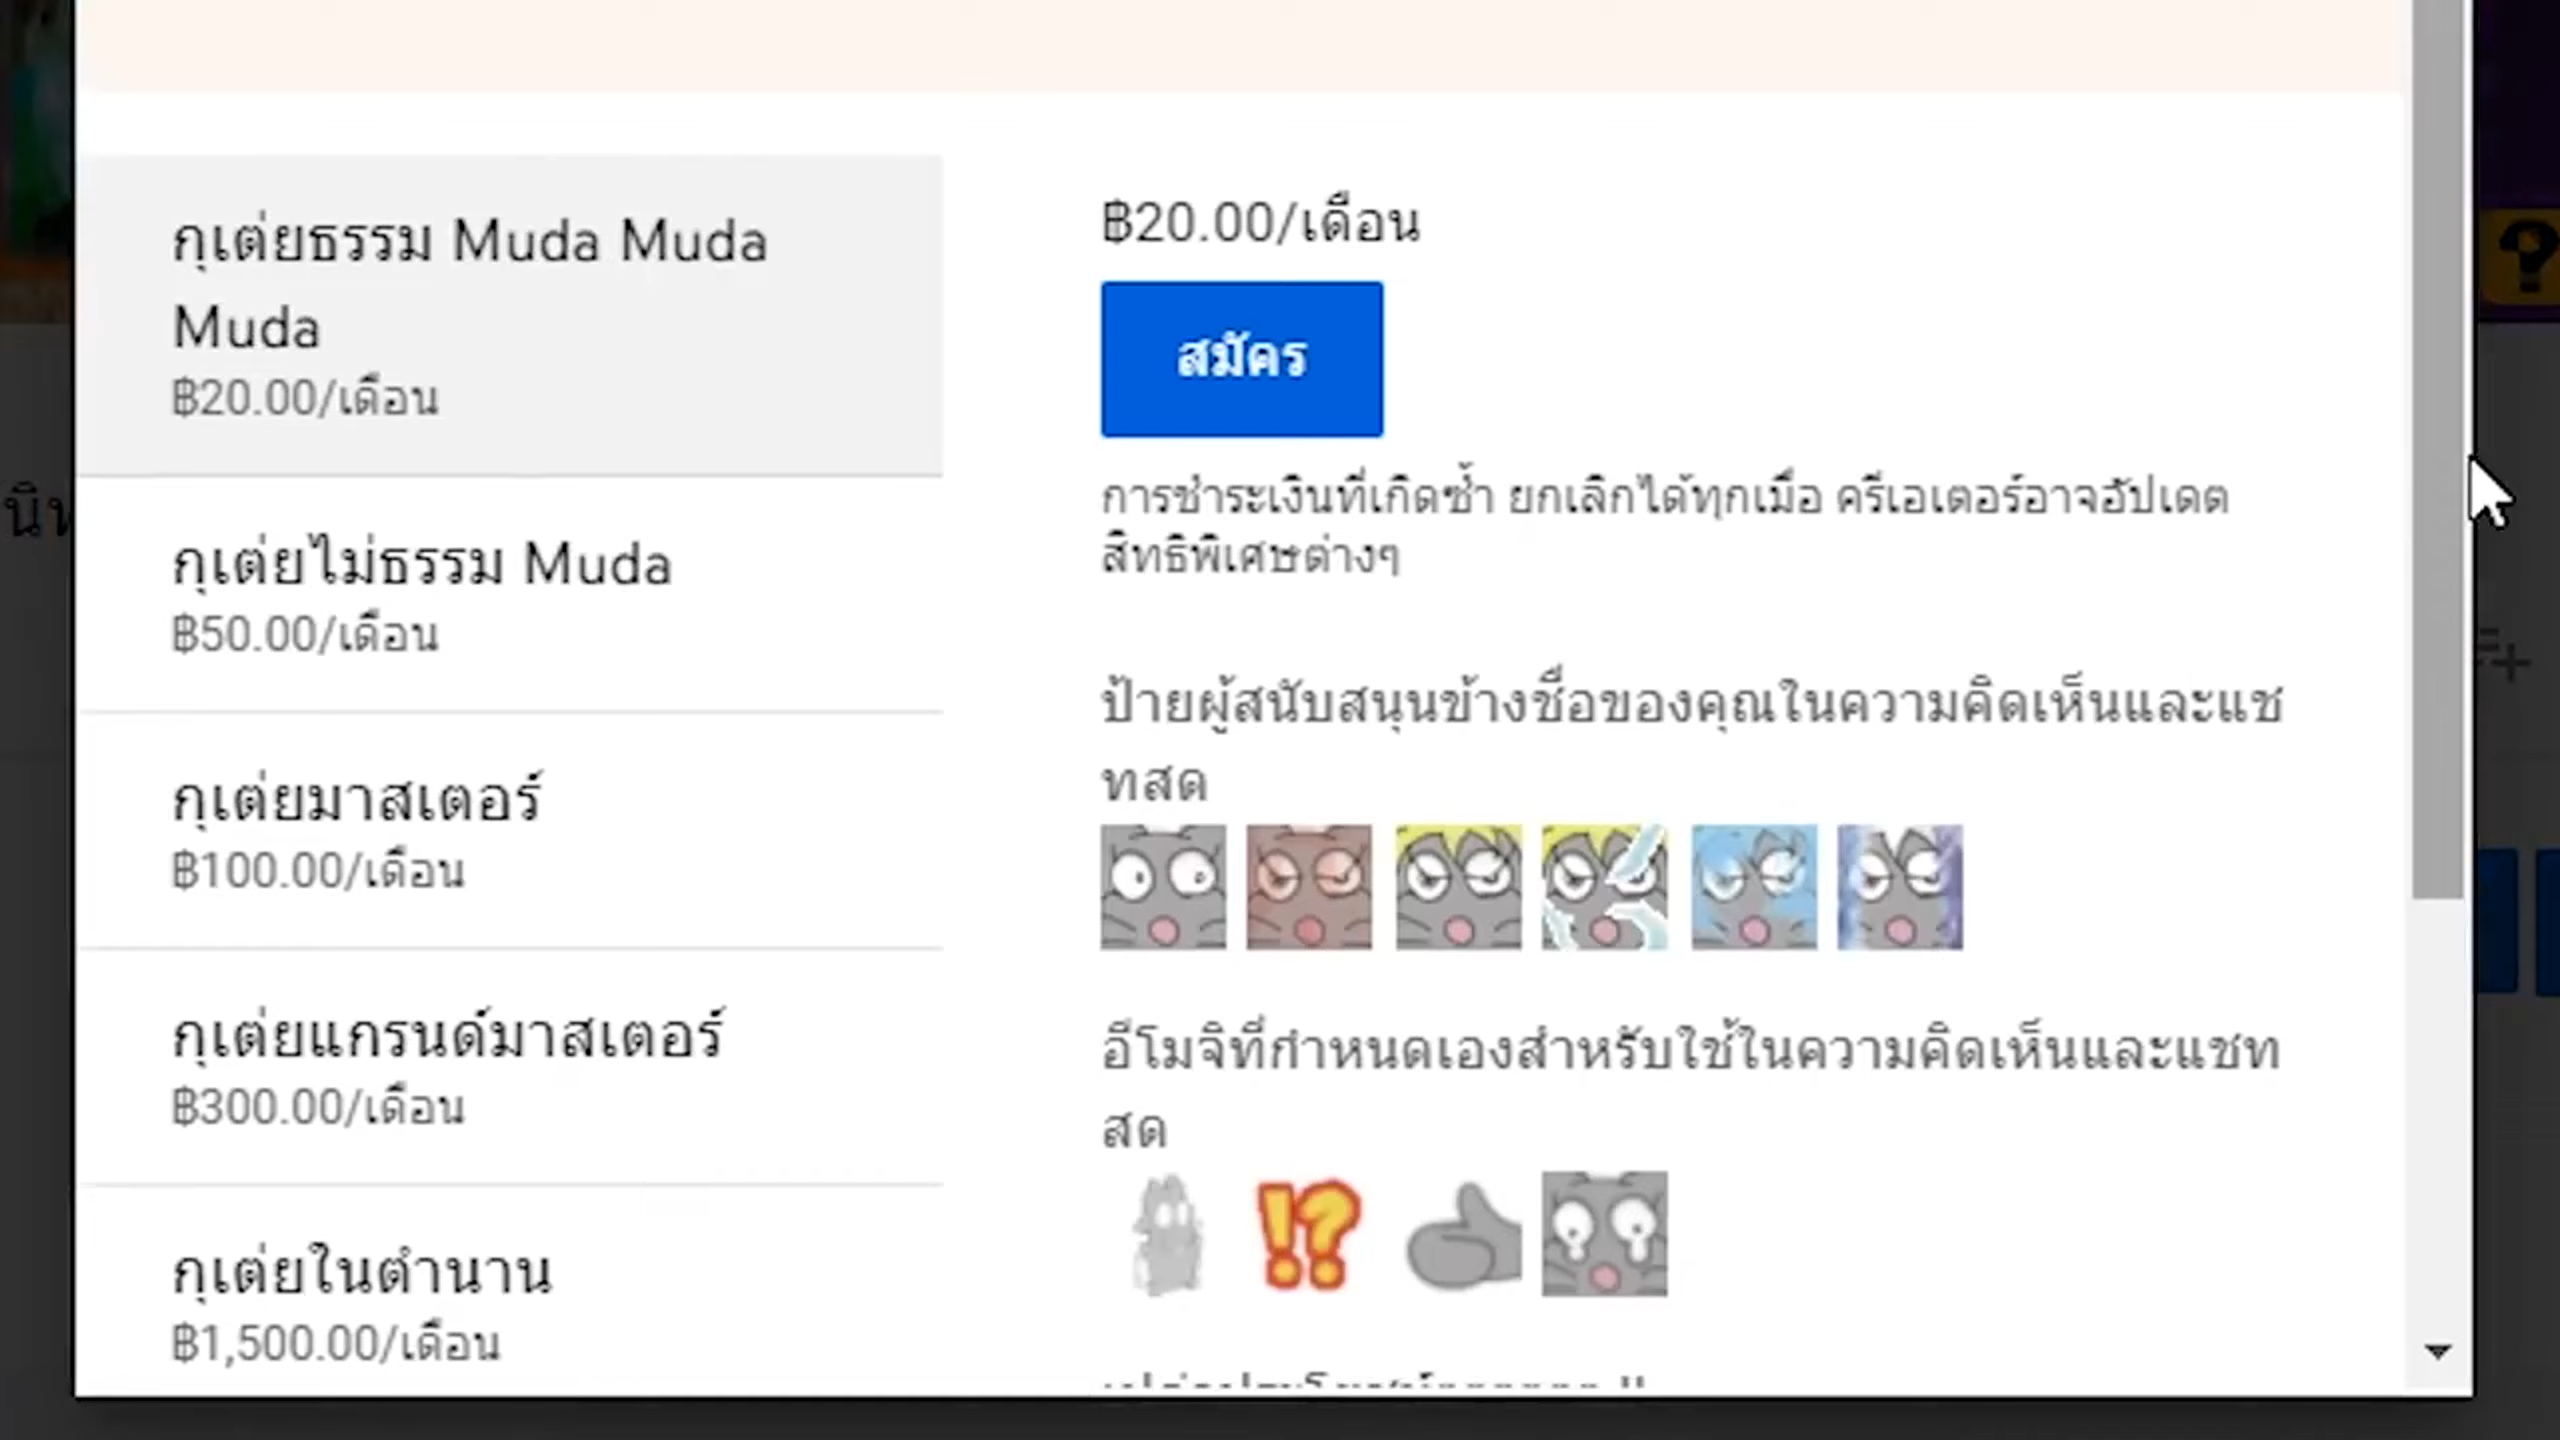 กุเต่ยธรรม Muda Muda
Muda
฿20.00/เดือน
กุเต่ยไม่ธรรม Muda
฿50.00/เดือน
กุเต่ยมาสเตอร์
฿100.00/เดือน
กุเต่ยแกรนด์มาสเตอร์
฿300.00/เดือน
กุเต่ยในตำนาน
฿1,500.00/เดือน
฿20.00/เดือน
สมัคร
การชำระเงินที่เกิดซ้ำ ยกเลิกได้ทุกเมื่อ ครีเอเตอร์อาจอัปเดต
สิทธิพิเศษต่างๆ
ป้ายผู้สนับสนุนข้างชื่อของคุณในความคิดเห็นและแช
ทสด
อีโมจิที่กำหนดเองสำหรับใช้ในความคิดเห็นและแชท
สด
!?